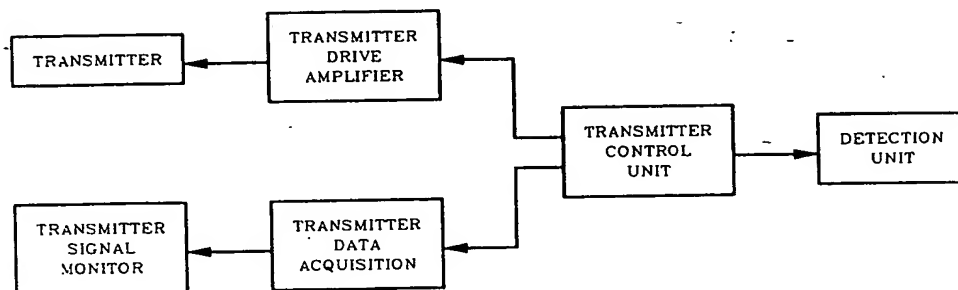 TRANSMITTER
TRANSMITTER
DRIVE
AMPLIFIER
TRANSMITTER
CONTROL
UNIT
DETECTION
UNIT
TRANSMITTER
SIGNAL
MONITOR
TRANSMITTER
DATA
ACQUISITION